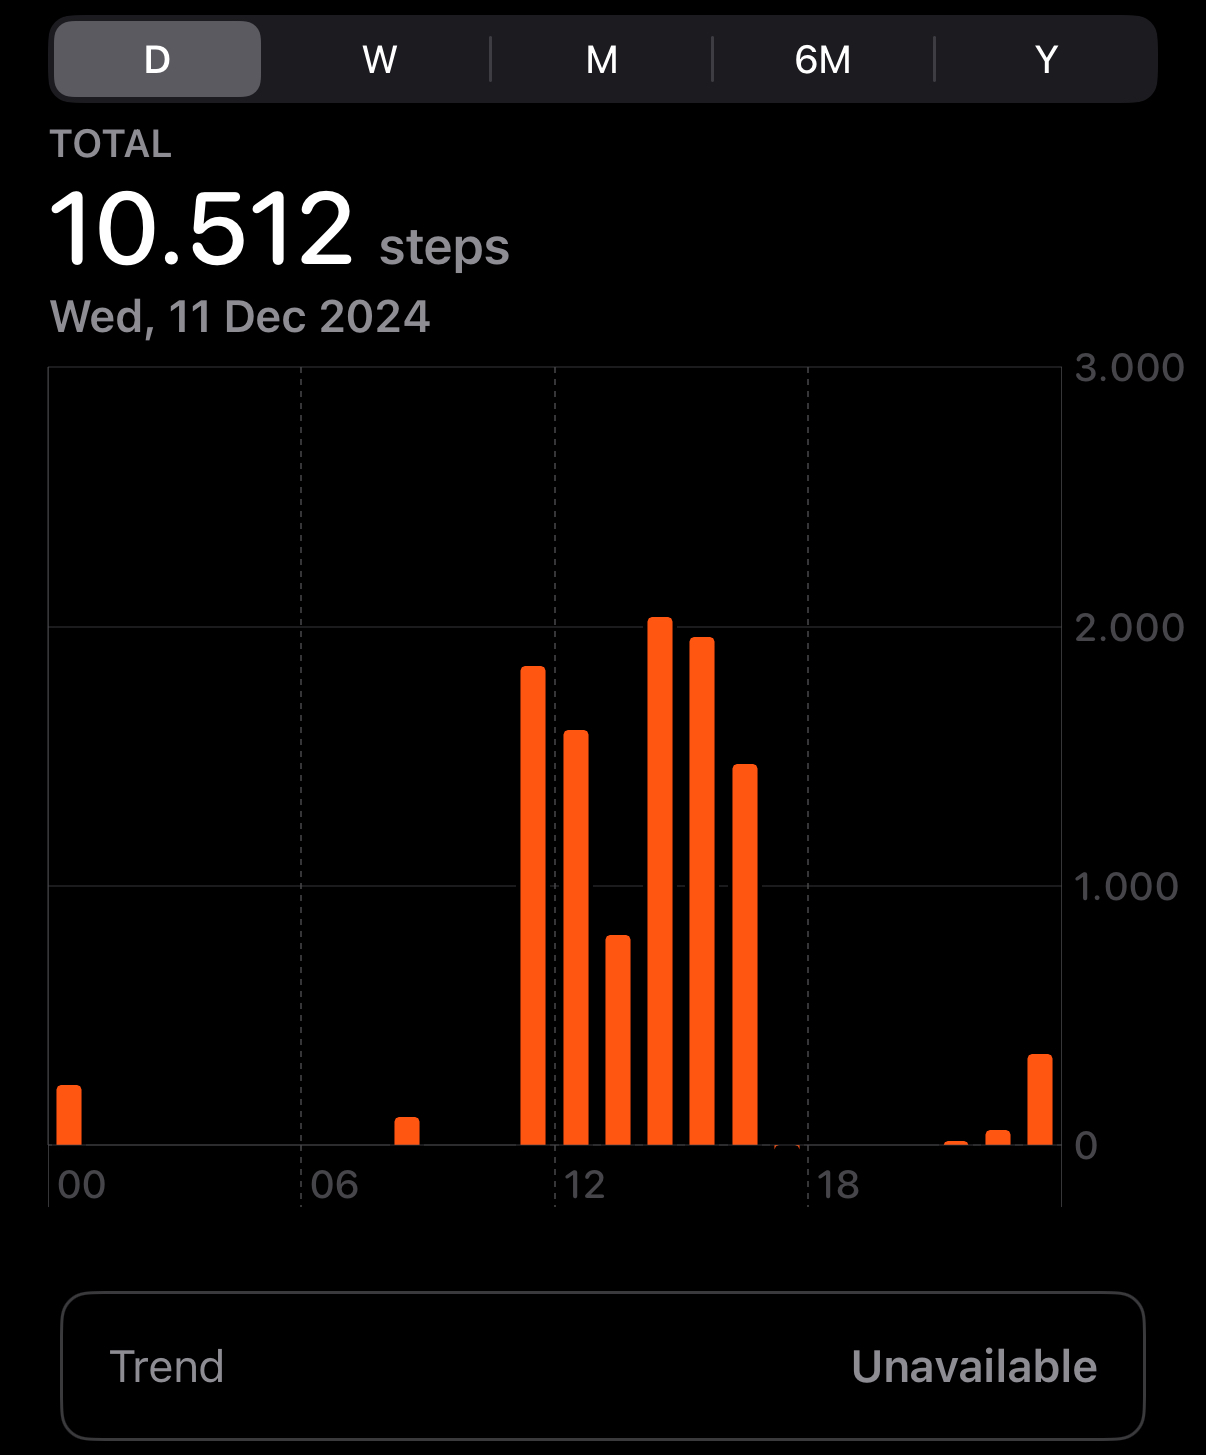 D W M 6M Y
TOTAL
10.512 steps
Wed, 11 Dec 2024
3.000
2.000
1.000
0
00 06 12 18
Trend Unavailable